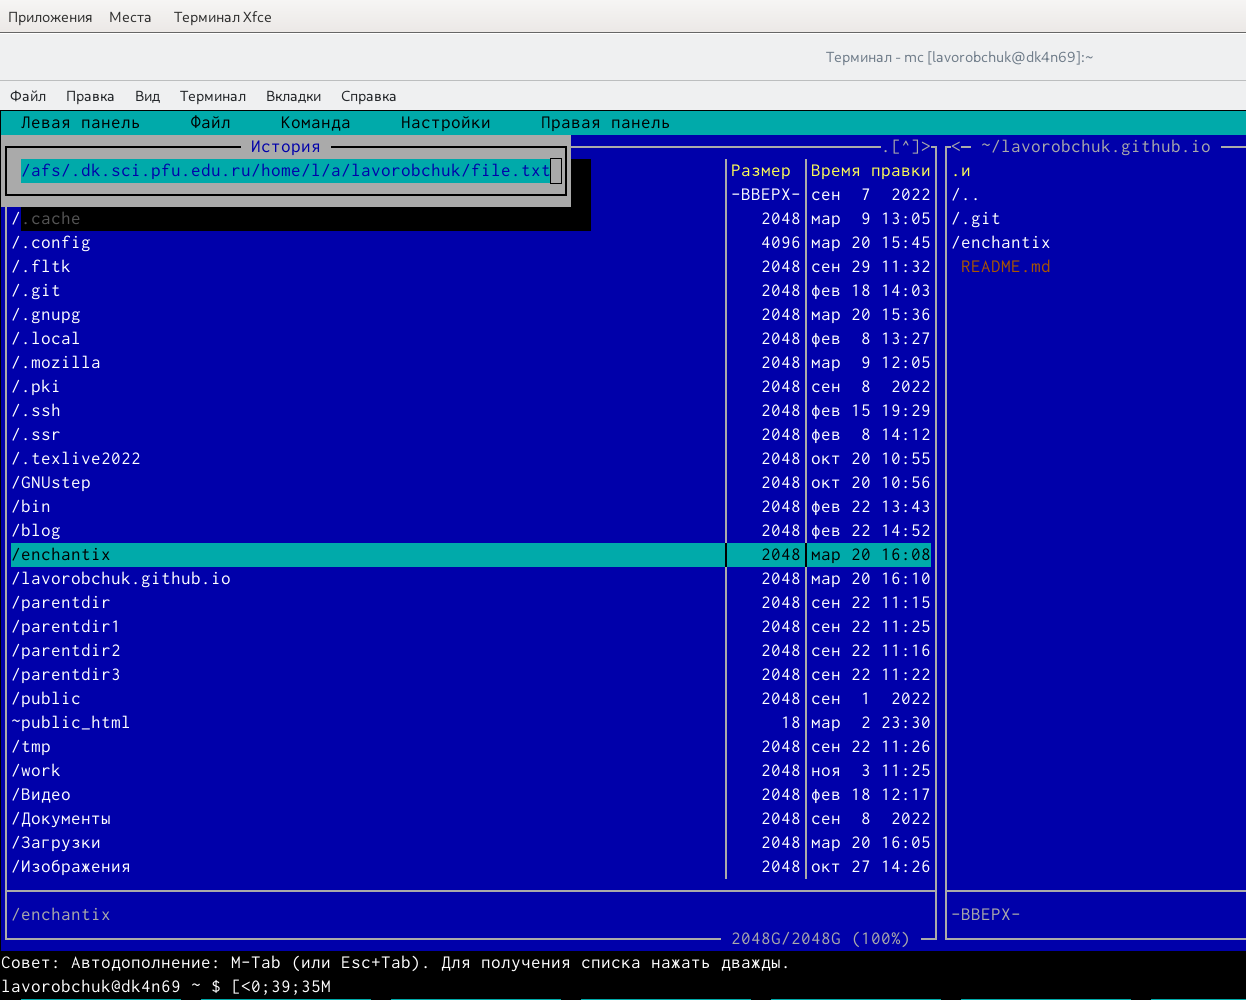 Приложения Места Терминал Xfce
Терминал - mc [lavorobchuk@dk4n69]:~
Файл Правка Вид Терминал Вкладки Справка
Левая панель Файл Команда Настройки Правая панель
История .[^]> <− ~/lavorobchuk.github.io
/afs/.dk.sci.pfu.edu.ru/home/l/a/lavorobchuk/file.txt Размер Время правки .и
-ВВЕРХ- сен 7 2022 /..
/.cache 2048 мар 9 13:05 /.git
/.config 4096 мар 20 15:45 /enchantix
/.fltk 2048 сен 29 11:32 README.md
/.git 2048 фев 18 14:03
/.gnupg 2048 мар 20 15:36
/.local 2048 фев 8 13:27
/.mozilla 2048 мар 9 12:05
/.pki 2048 сен 8 2022
/.ssh 2048 фев 15 19:29
/.ssr 2048 фев 8 14:12
/.texlive2022 2048 окт 20 10:55
/GNUstep 2048 окт 20 10:56
/bin 2048 фев 22 13:43
/blog 2048 фев 22 14:52
/enchantix 2048 мар 20 16:08
/lavorobchuk.github.io 2048 мар 20 16:10
/parentdir 2048 сен 22 11:15
/parentdir1 2048 сен 22 11:25
/parentdir2 2048 сен 22 11:16
/parentdir3 2048 сен 22 11:22
/public 2048 сен 1 2022
~public_html 18 мар 2 23:30
/tmp 2048 сен 22 11:26
/work 2048 ноя 3 11:25
/Видео 2048 фев 18 12:17
/Документы 2048 сен 8 2022
/Загрузки 2048 мар 20 16:05
/Изображения 2048 окт 27 14:26
/enchantix -ВВЕРХ-
2048G/2048G (100%)
Совет: Автодополнение: M-Tab (или Esc+Tab). Для получения списка нажать дважды.
lavorobchuk@dk4n69 ~ $ [<0;39;35M